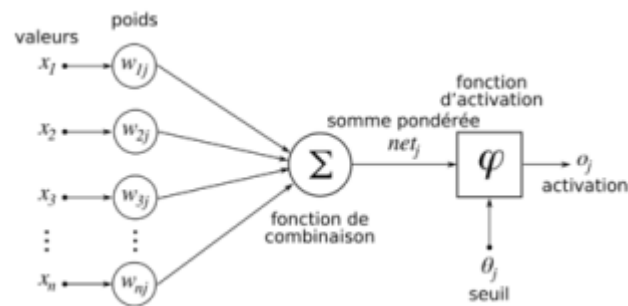 valeurs
poids
x1
w1j
x2
w2j
x3
w3j
⋮ ⋮
xn
wnj
Σ
fonction de
combinaison
somme pondérée
netj
fonction
d'activation
φ
oj
activation
θj
seuil